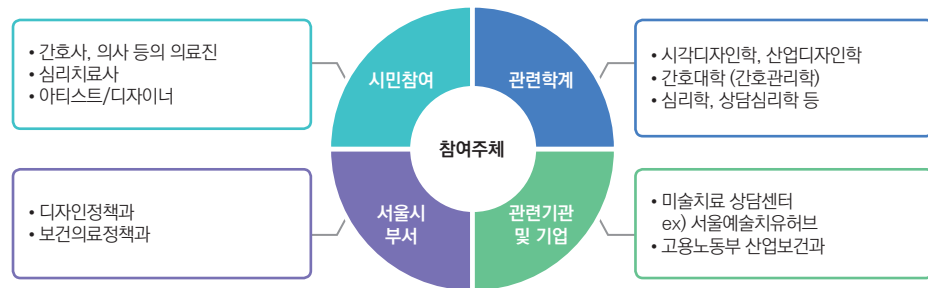 • 간호사, 의사 등의 의료진
• 심리치료사
• 아티스트/디자이너
시민참여
관련학계
• 시각디자인학, 산업디자인학
• 간호대학 (간호관리학)
• 심리학, 상담심리학 등
참여주체
• 디자인정책과
• 보건의료정책과
서울시
부서
관련기관
및 기업
• 미술치료 상담센터
ex) 서울예술치유허브
• 고용노동부 산업보건과